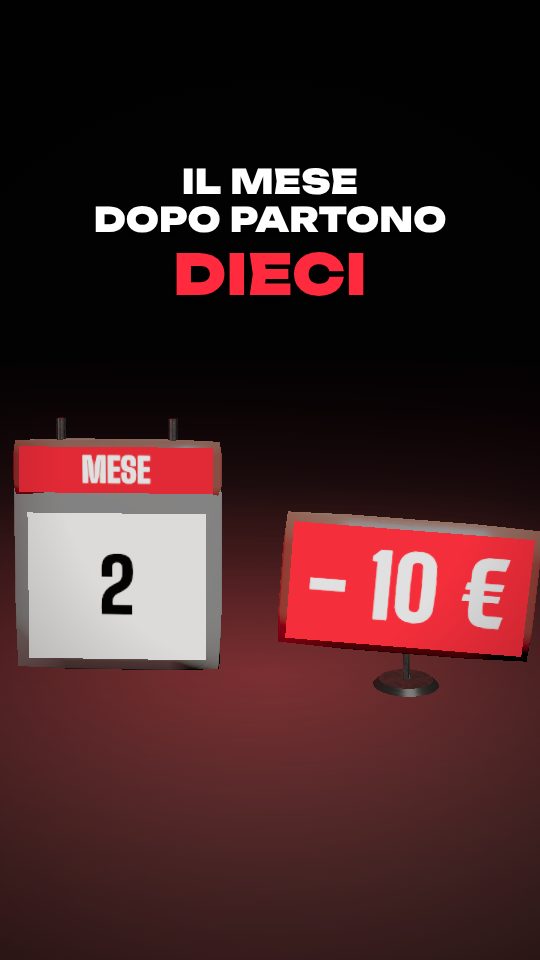 IL MESE
DOPO PARTONO
DIECI
MESE
2
- 10 €